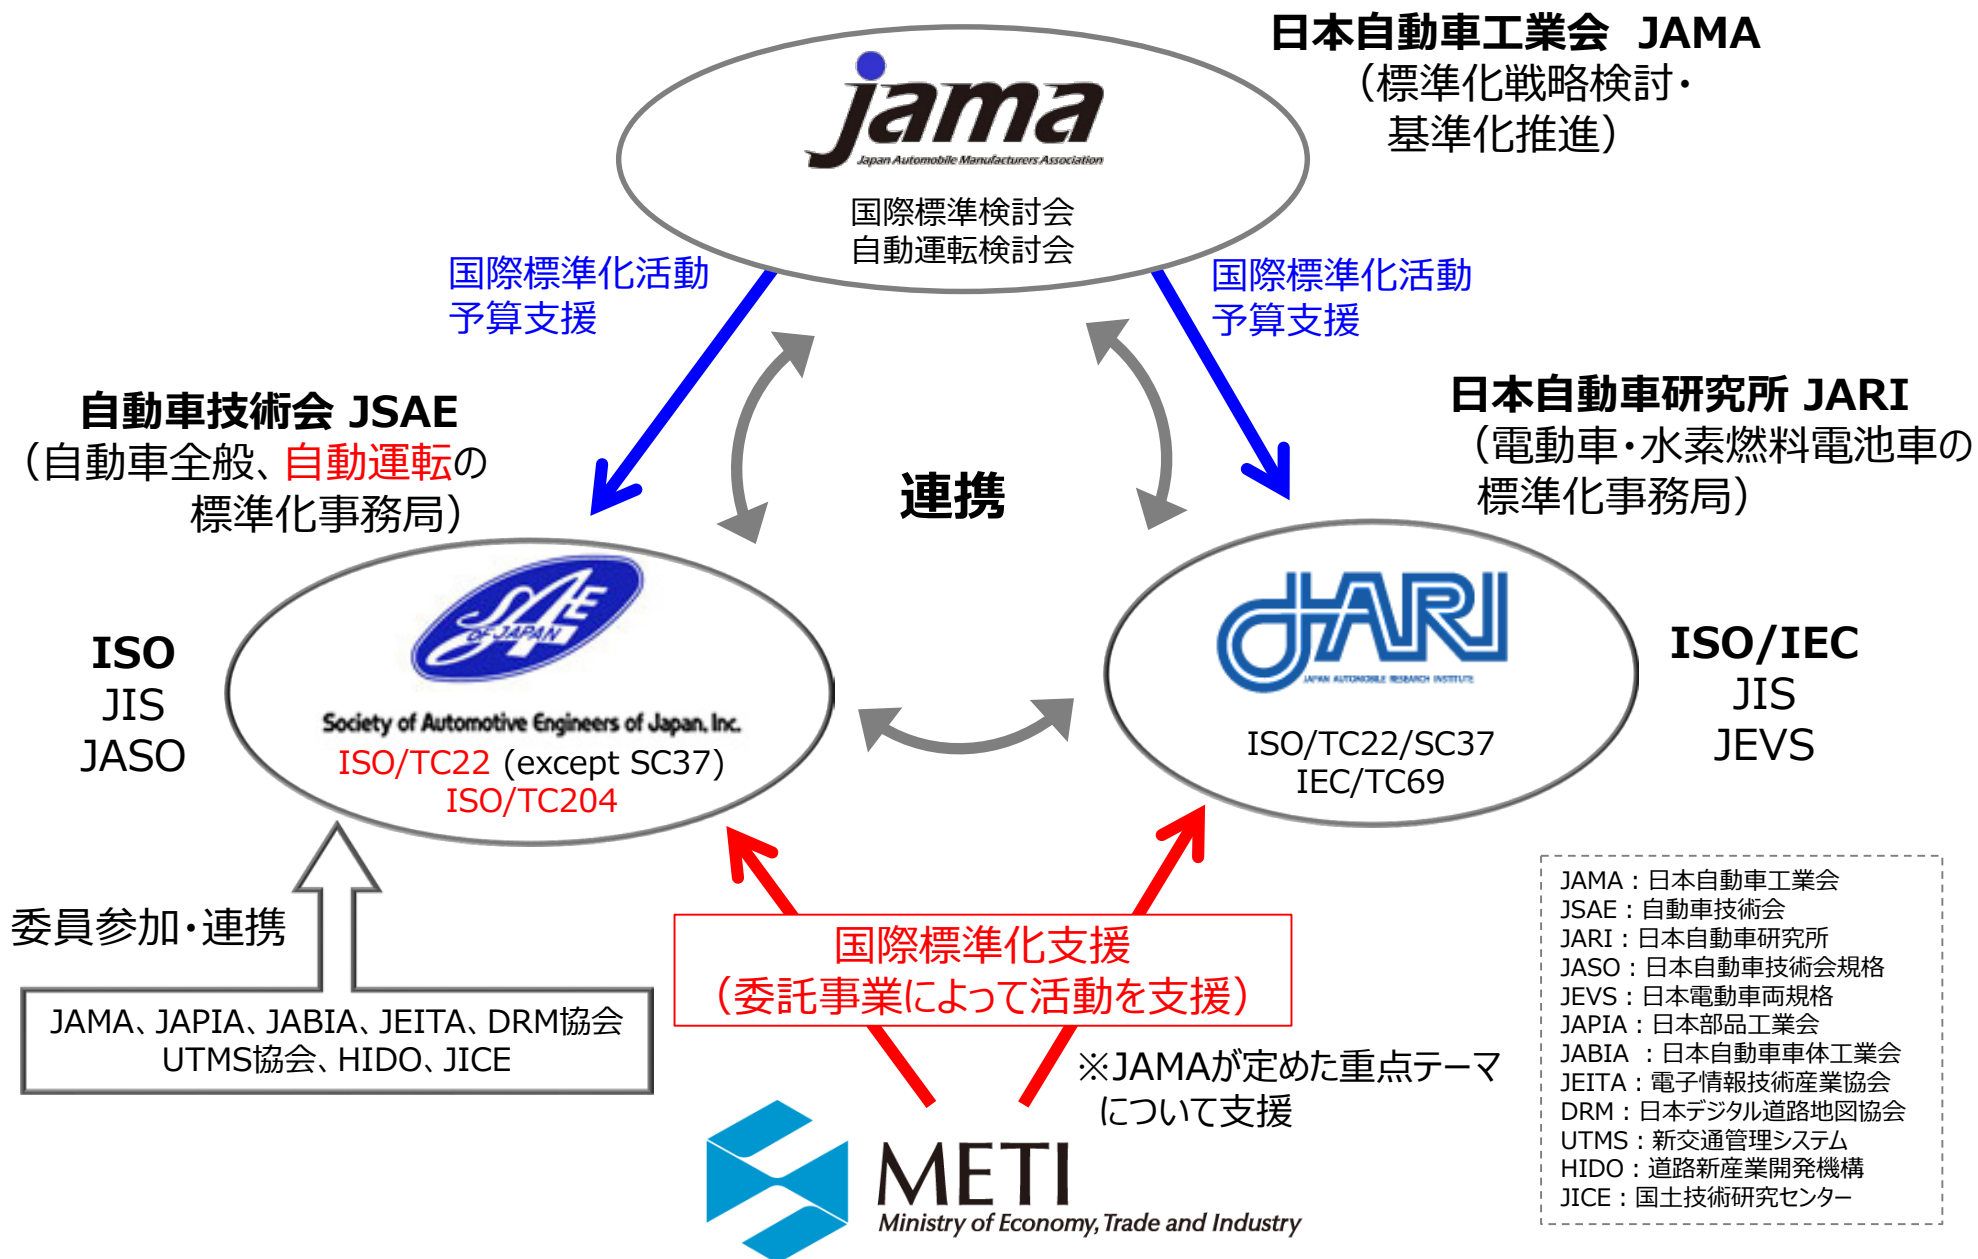 日本自動車工業会 JAMA
（標準化戦略検討・
基準化推進）
jama
Japan Automobile Manufacturers Association
国際標準検討会
自動運転検討会
国際標準化活動
予算支援
国際標準化活動
予算支援
自動車技術会 JSAE
（自動車全般、自動運転の
標準化事務局）
日本自動車研究所 JARI
（電動車・水素燃料電池車の
標準化事務局）
連携
ISO
JIS
JASO
SAE
OF JAPAN
Society of Automotive Engineers of Japan, Inc.
ISO/TC22 (except SC37)
ISO/TC204
JARI
JAPAN AUTOMOBILE RESEARCH INSTITUTE
ISO/TC22/SC37
IEC/TC69
ISO/IEC
JIS
JEVS
委員参加・連携
JAMA、JAPIA、JABIA、JEITA、DRM協会
UTMS協会、HIDO、JICE
国際標準化支援
（委託事業によって活動を支援）
※JAMAが定めた重点テーマ
について支援
METI
Ministry of Economy, Trade and Industry
JAMA：日本自動車工業会
JSAE：自動車技術会
JARI：日本自動車研究所
JASO：日本自動車技術会規格
JEVS：日本電動車両規格
JAPIA：日本部品工業会
JABIA ：日本自動車車体工業会
JEITA：電子情報技術産業協会
DRM：日本デジタル道路地図協会
UTMS：新交通管理システム
HIDO：道路新産業開発機構
JICE：国土技術研究センター